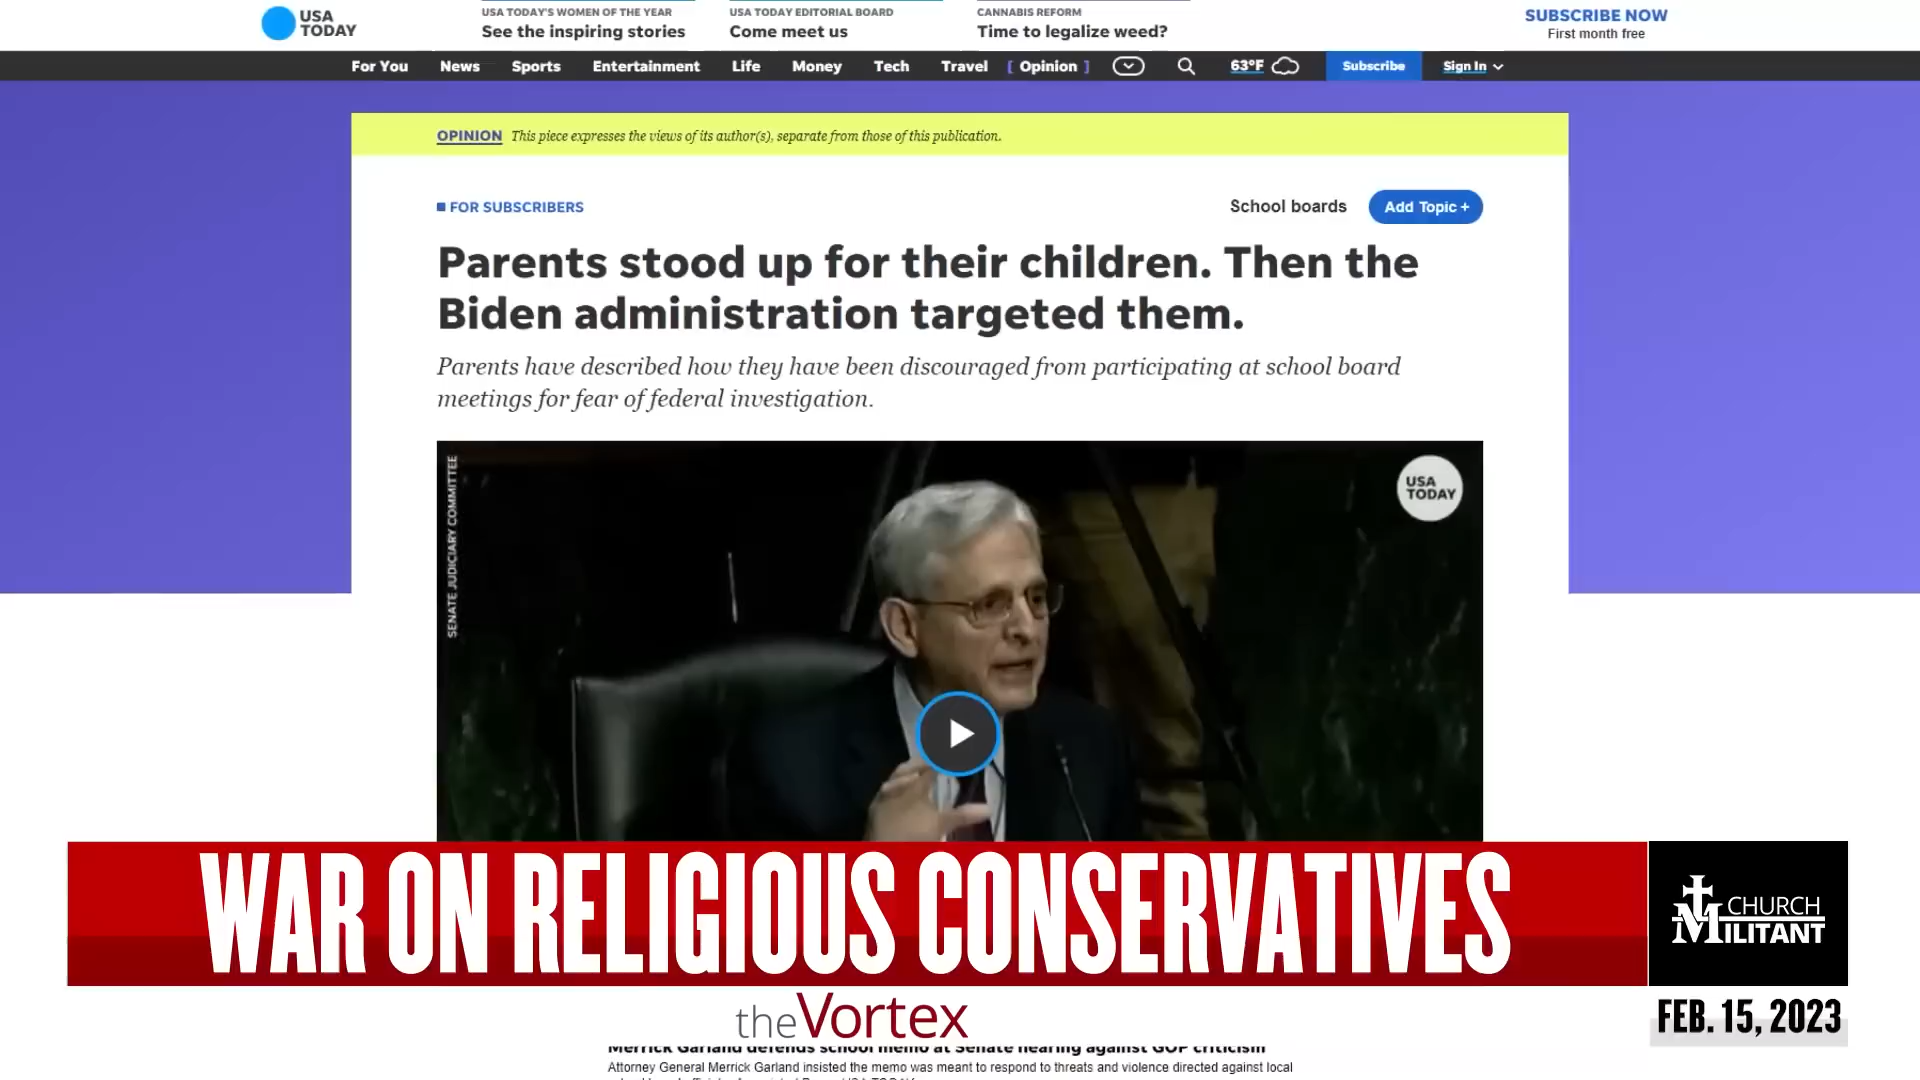 USA TODAY'S WOMEN OF THE YEAR
See the inspiring stories
USA TODAY EDITORIAL BOARD
Come meet us
CANNABIS REFORM
Time to legalize weed?
USA
TODAY
SUBSCRIBE NOW
First month free
For You News Sports Entertainment Life Money Tech Travel [ Opinion ] 63°F Subscribe Sign In
OPINION This piece expresses the views of its author(s), separate from those of this publication.
FOR SUBSCRIBERS
School boards Add Topic +
Parents stood up for their children. Then the
Biden administration targeted them.
Parents have described how they have been discouraged from participating at school board
meetings for fear of federal investigation.
SENATE JUDICIARY COMMITTEE
USA
TODAY
WAR ON RELIGIOUS CONSERVATIVES
CHURCH
MILITANT
theVortex
FEB. 15, 2023
Merrick Garland defends school memo at Senate hearing against GOP criticism
Attorney General Merrick Garland insisted the memo was meant to respond to threats and violence directed against local